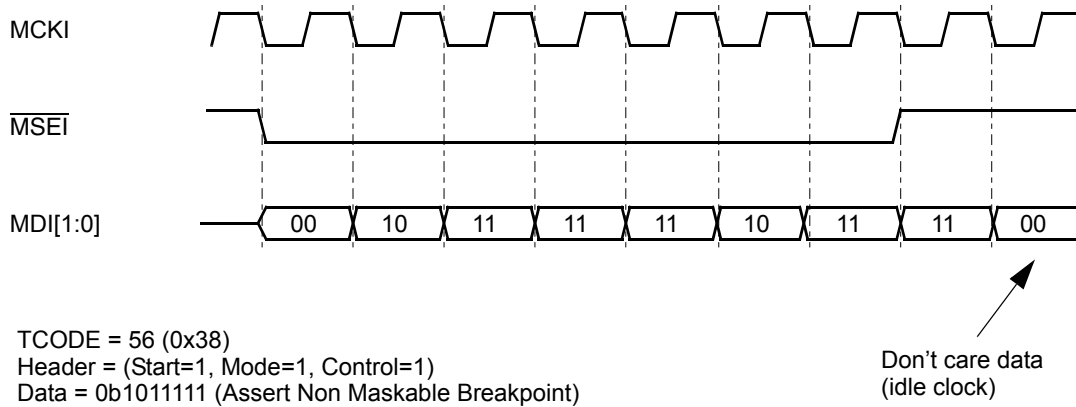 MCKI
MSEI
MDI[1:0] 00 10 11 11 11 10 11 11 00
TCODE = 56 (0x38)
Header = (Start=1, Mode=1, Control=1)
Data = 0b1011111 (Assert Non Maskable Breakpoint)
Don't care data
(idle clock)